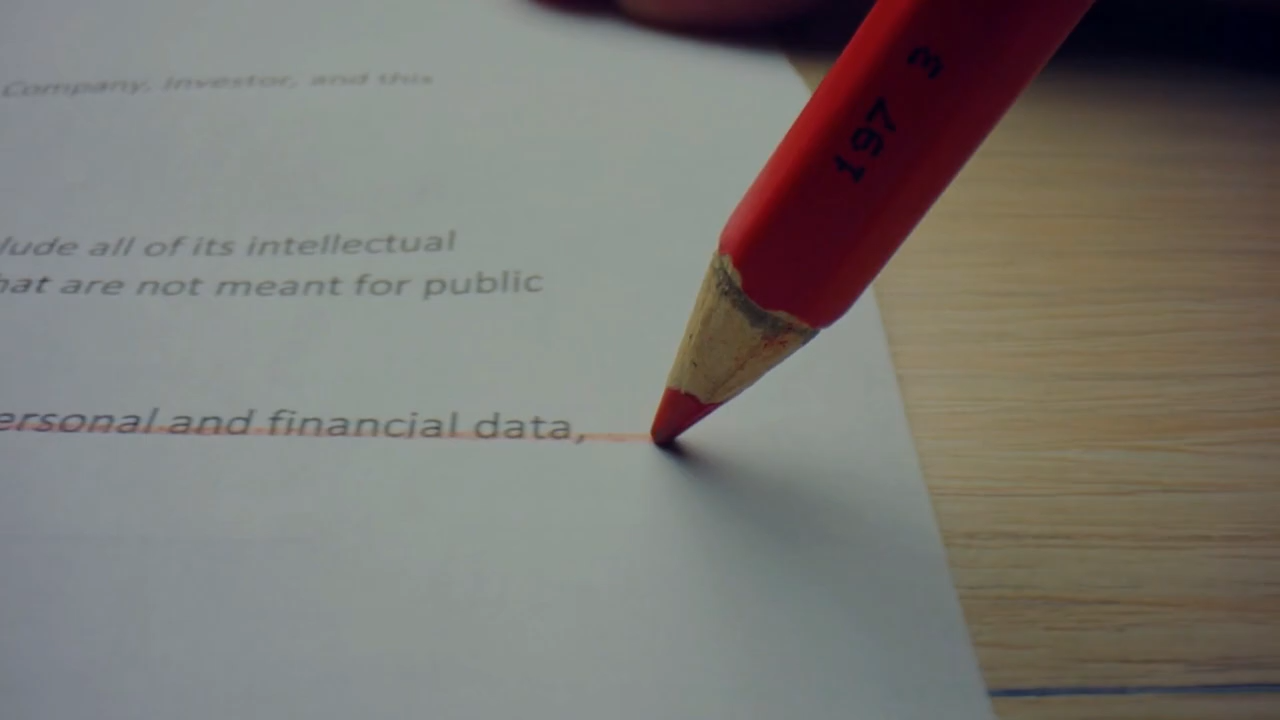 Company, Investor, and this
lude all of its intellectual
hat are not meant for public
ersonal and financial data,
197 3